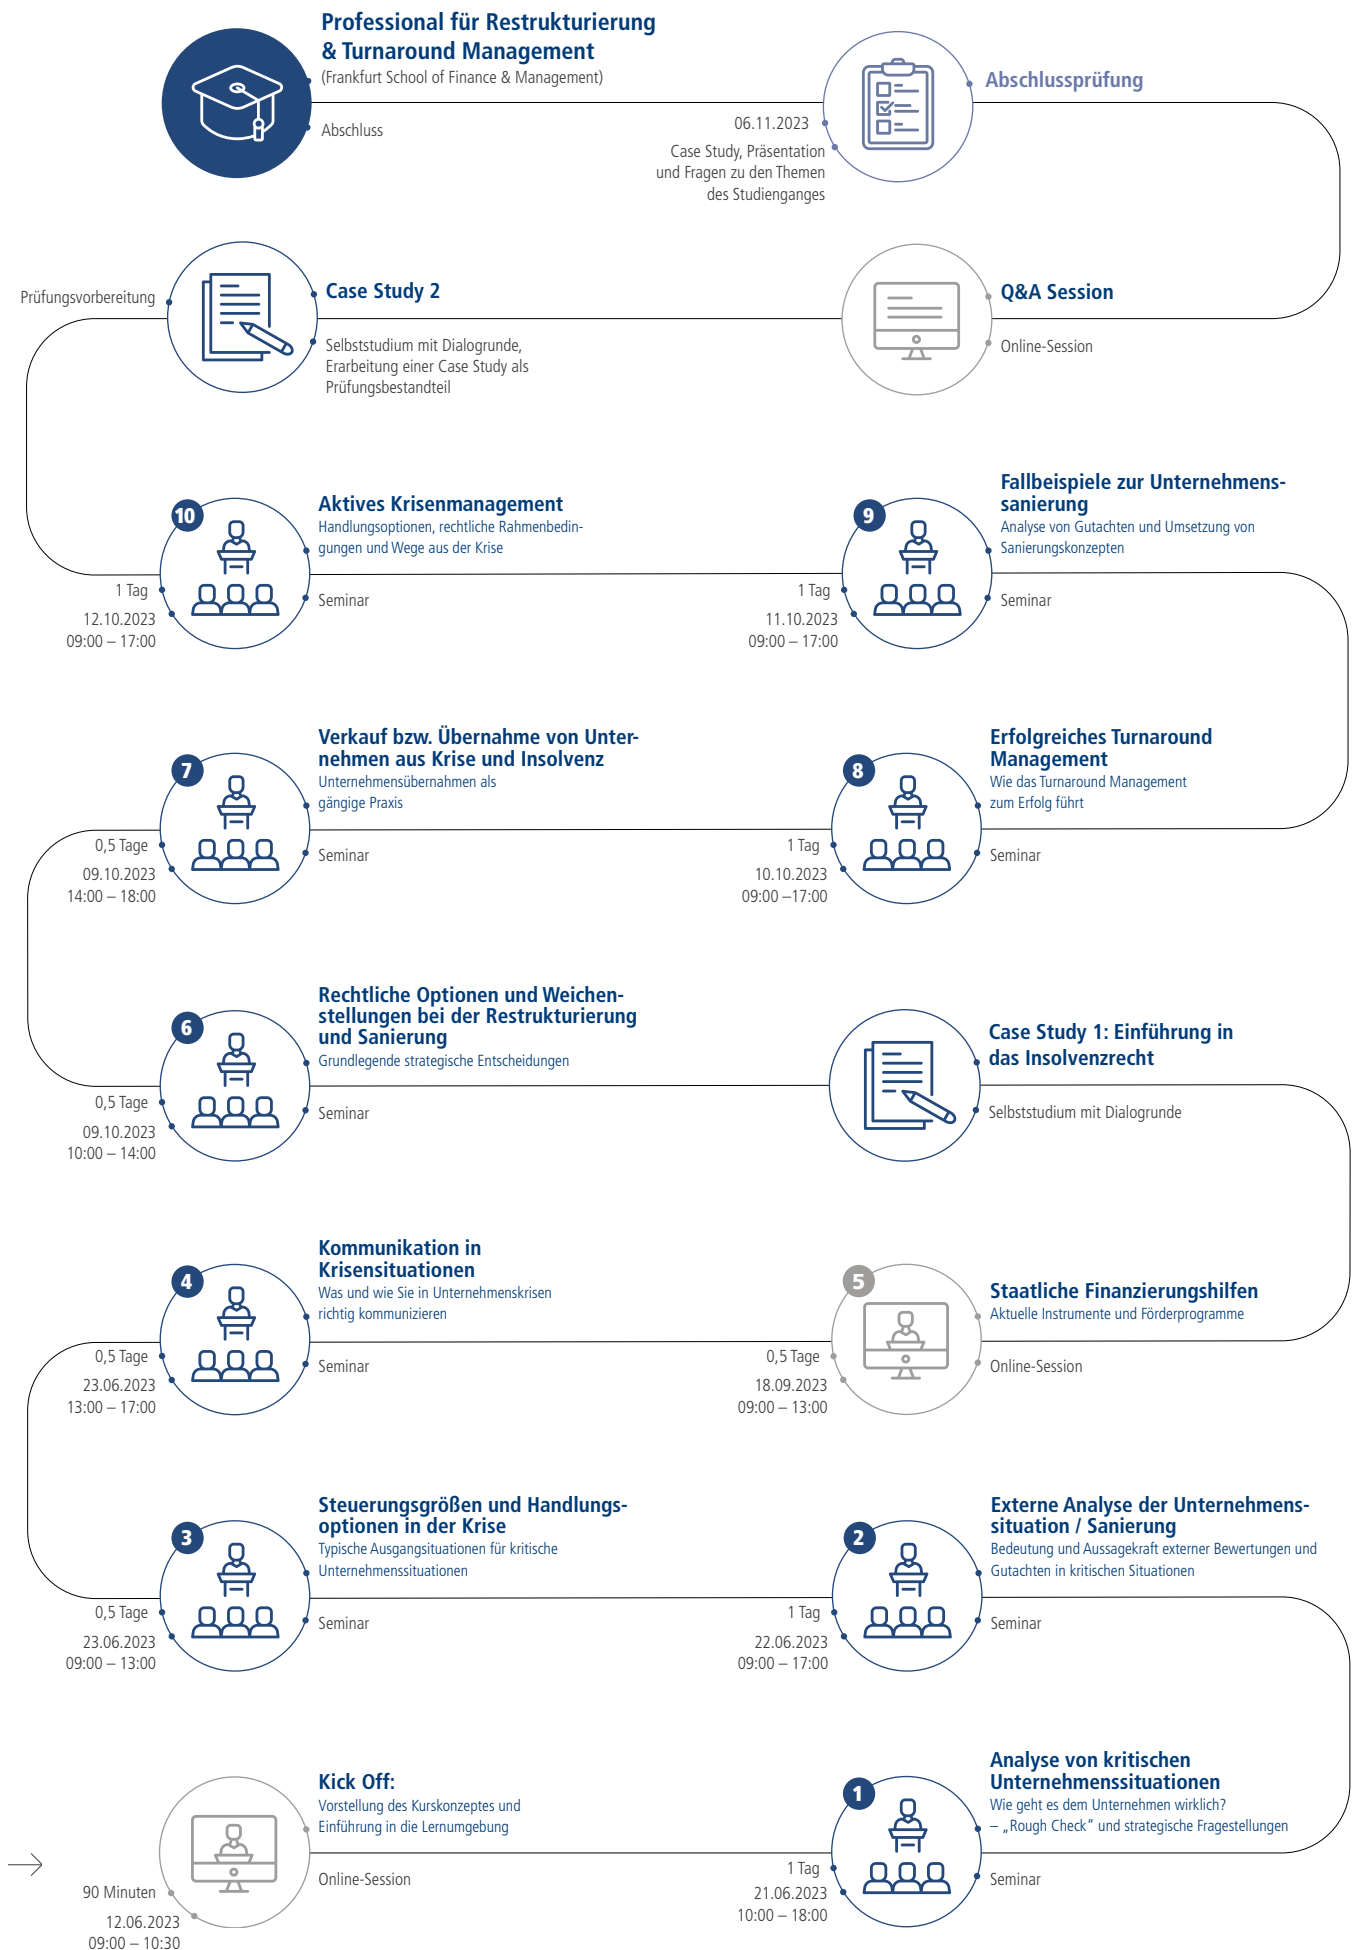 Professional für Restrukturierung
& Turnaround Management
(Frankfurt School of Finance & Management)
Abschluss
Abschlussprüfung
06.11.2023
Case Study, Präsentation
und Fragen zu den Themen
des Studienganges
Prüfungsvorbereitung
Case Study 2
Selbststudium mit Dialogrunde,
Erarbeitung einer Case Study als
Prüfungsbestandteil
Q&A Session
Online-Session
10
Aktives Krisenmanagement
Handlungsoptionen, rechtliche Rahmenbedin-
gungen und Wege aus der Krise
Seminar
1 Tag
12.10.2023
09:00 – 17:00
9
Fallbeispiele zur Unternehmens-
sanierung
Analyse von Gutachten und Umsetzung von
Sanierungskonzepten
Seminar
1 Tag
11.10.2023
09:00 – 17:00
7
Verkauf bzw. Übernahme von Unter-
nehmen aus Krise und Insolvenz
Unternehmensübernahmen als
gängige Praxis
Seminar
0,5 Tage
09.10.2023
14:00 – 18:00
8
Erfolgreiches Turnaround
Management
Wie das Turnaround Management
zum Erfolg führt
Seminar
1 Tag
10.10.2023
09:00 –17:00
6
Rechtliche Optionen und Weichen-
stellungen bei der Restrukturierung
und Sanierung
Grundlegende strategische Entscheidungen
Seminar
0,5 Tage
09.10.2023
10:00 – 14:00
Case Study 1: Einführung in
das Insolvenzrecht
Selbststudium mit Dialogrunde
4
Kommunikation in
Krisensituationen
Was und wie Sie in Unternehmenskrisen
richtig kommunizieren
Seminar
0,5 Tage
23.06.2023
13:00 – 17:00
5
Staatliche Finanzierungshilfen
Aktuelle Instrumente und Förderprogramme
Online-Session
0,5 Tage
18.09.2023
09:00 – 13:00
3
Steuerungsgrößen und Handlungs-
optionen in der Krise
Typische Ausgangsituationen für kritische
Unternehmenssituationen
Seminar
0,5 Tage
23.06.2023
09:00 – 13:00
2
Externe Analyse der Unternehmens-
situation / Sanierung
Bedeutung und Aussagekraft externer Bewertungen und
Gutachten in kritischen Situationen
Seminar
1 Tag
22.06.2023
09:00 – 17:00
Kick Off:
Vorstellung des Kurskonzeptes und
Einführung in die Lernumgebung
Online-Session
90 Minuten
12.06.2023
09:00 – 10:30
1
Analyse von kritischen
Unternehmenssituationen
Wie geht es dem Unternehmen wirklich?
– „Rough Check“ und strategische Fragestellungen
Seminar
1 Tag
21.06.2023
10:00 – 18:00